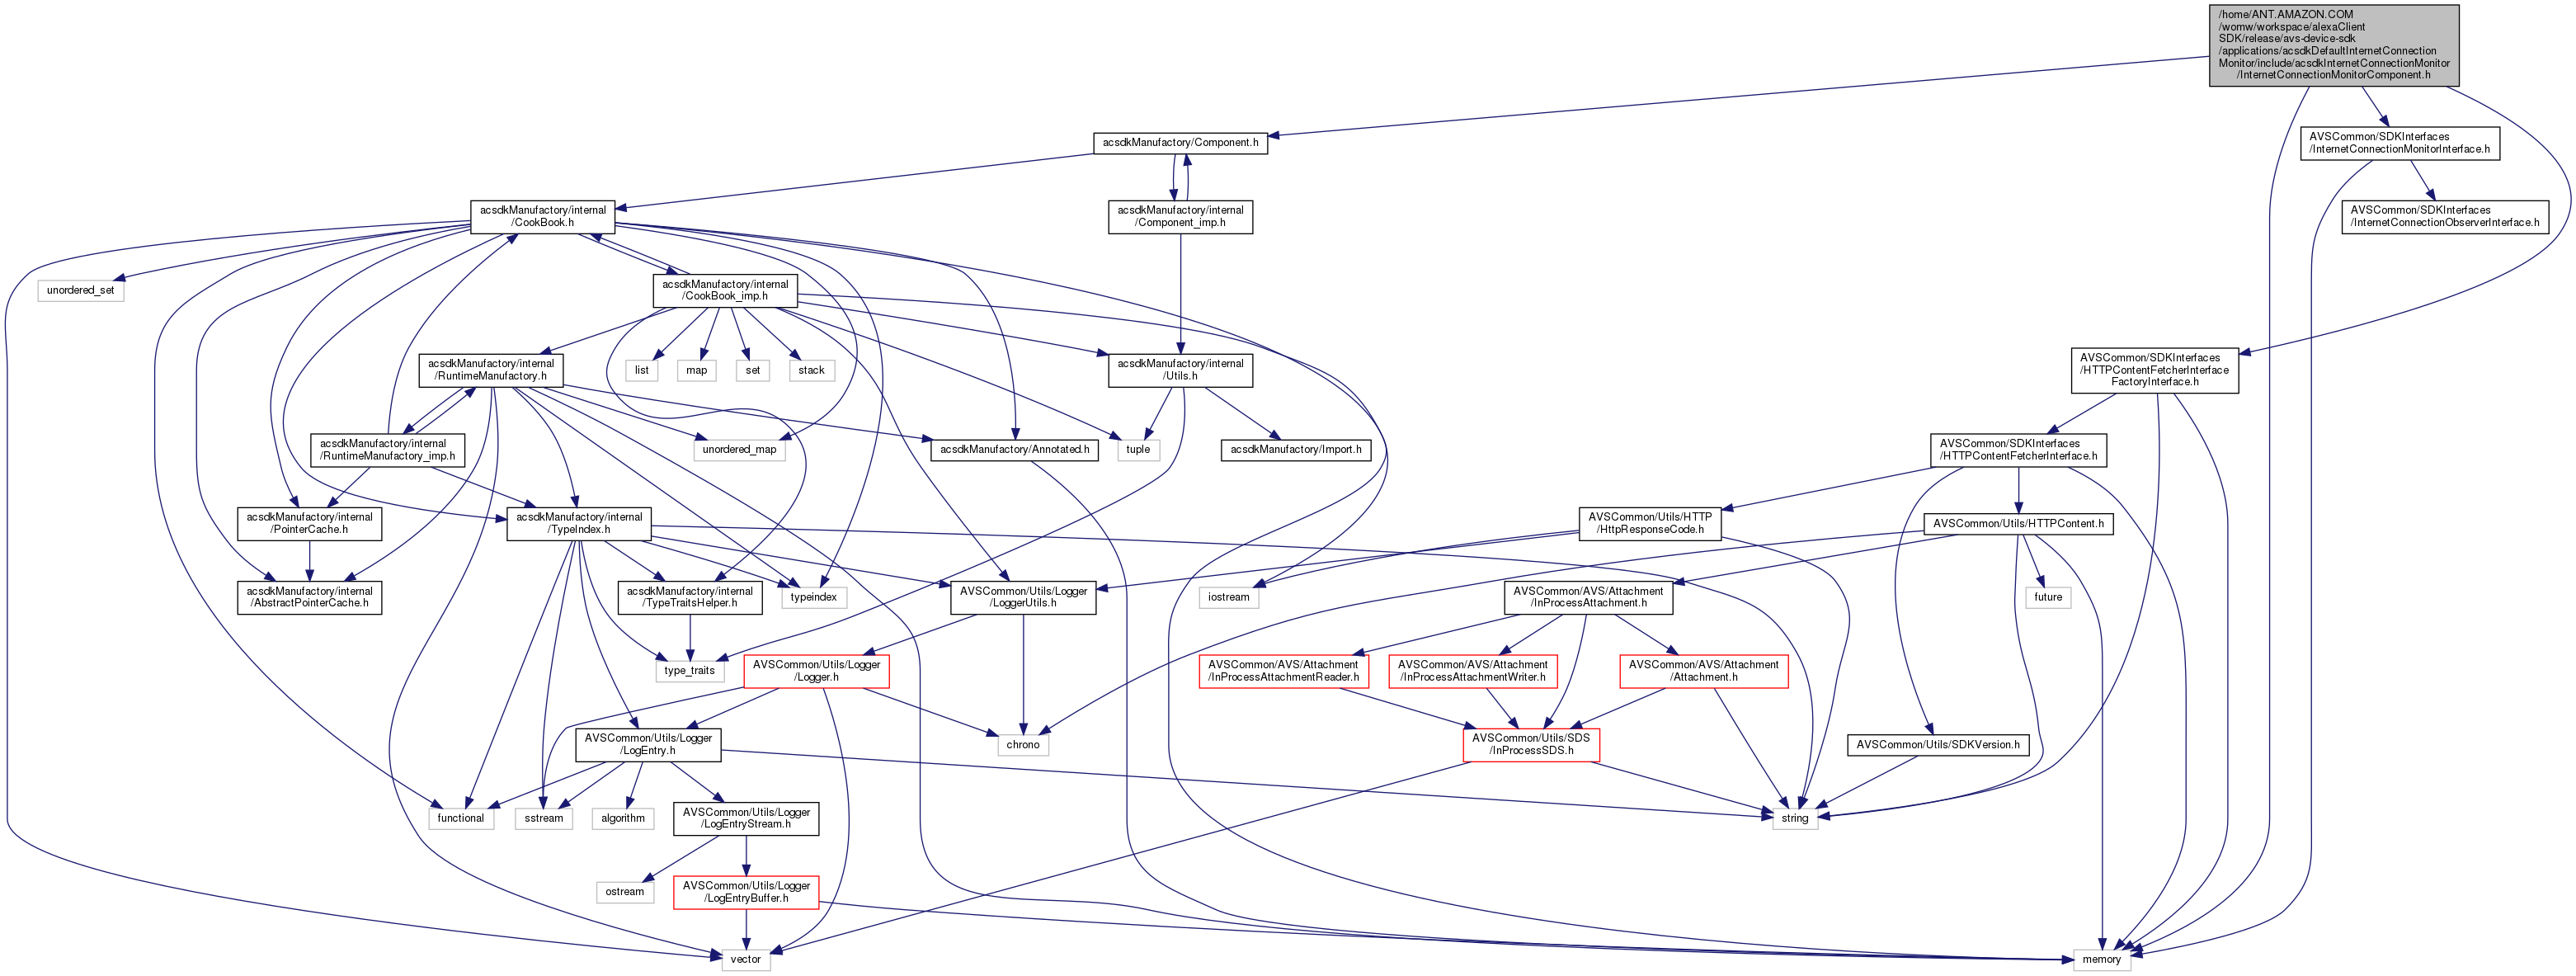 /home/ANT.AMAZON.COM
/womw/workspace/alexaClient
SDK/release/avs-device-sdk
/applications/acsdkDefaultInternetConnection
Monitor/include/acsdkInternetConnectionMonitor
/InternetConnectionMonitorComponent.h
acsdkManufactory/Component.h
AVSCommon/SDKInterfaces
/InternetConnectionMonitorInterface.h
acsdkManufactory/internal
/CookBook.h
acsdkManufactory/internal
/Component_imp.h
AVSCommon/SDKInterfaces
/InternetConnectionObserverInterface.h
unordered_set
acsdkManufactory/internal
/CookBook_imp.h
acsdkManufactory/internal
/RuntimeManufactory.h
list
map
set
stack
acsdkManufactory/internal
/Utils.h
AVSCommon/SDKInterfaces
/HTTPContentFetcherInterface
FactoryInterface.h
acsdkManufactory/internal
/RuntimeManufactory_imp.h
unordered_map
acsdkManufactory/Annotated.h
tuple
acsdkManufactory/Import.h
AVSCommon/SDKInterfaces
/HTTPContentFetcherInterface.h
acsdkManufactory/internal
/PointerCache.h
acsdkManufactory/internal
/TypeIndex.h
AVSCommon/Utils/HTTP
/HttpResponseCode.h
AVSCommon/Utils/HTTPContent.h
acsdkManufactory/internal
/AbstractPointerCache.h
acsdkManufactory/internal
/TypeTraitsHelper.h
typeindex
AVSCommon/Utils/Logger
/LoggerUtils.h
iostream
AVSCommon/AVS/Attachment
/InProcessAttachment.h
future
type_traits
AVSCommon/Utils/Logger
/Logger.h
AVSCommon/AVS/Attachment
/InProcessAttachmentReader.h
AVSCommon/AVS/Attachment
/InProcessAttachmentWriter.h
AVSCommon/AVS/Attachment
/Attachment.h
AVSCommon/Utils/Logger
/LogEntry.h
chrono
AVSCommon/Utils/SDS
/InProcessSDS.h
AVSCommon/Utils/SDKVersion.h
functional
sstream
algorithm
AVSCommon/Utils/Logger
/LogEntryStream.h
string
ostream
AVSCommon/Utils/Logger
/LogEntryBuffer.h
vector
memory